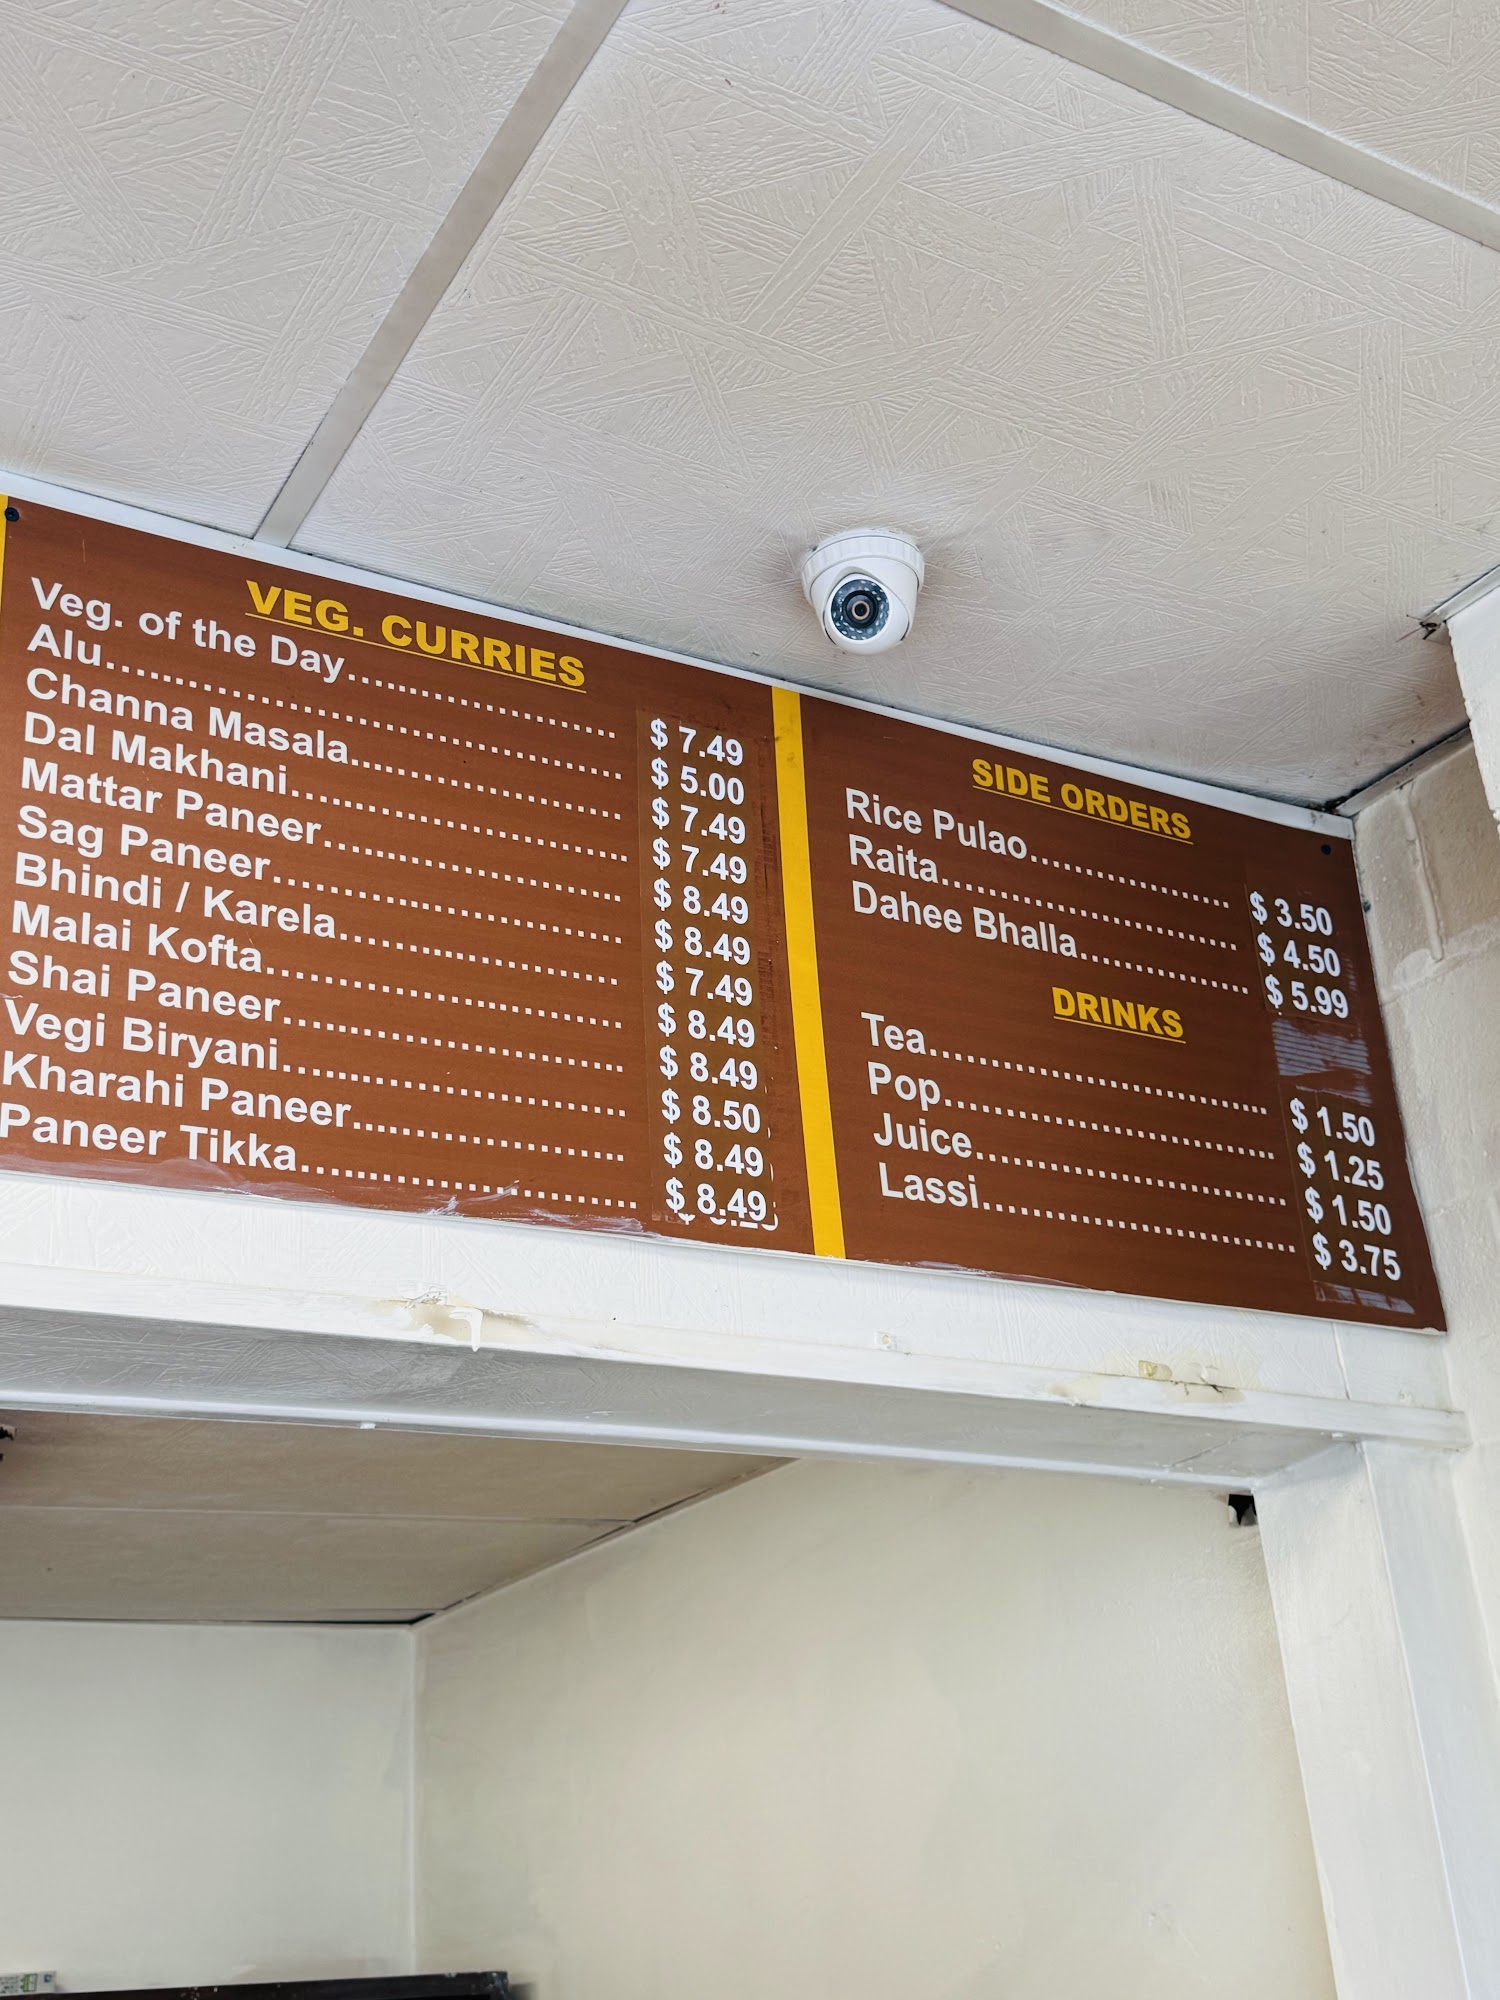 VEG. CURRIES
Veg. of the Day.................... $ 7.49
Alu.................... $ 5.00
Channa Masala.................... $ 7.49
Dal Makhani.................... $ 7.49
Mattar Paneer.................... $ 8.49
Sag Paneer.................... $ 8.49
Bhindi / Karela.................... $ 7.49
Malai Kofta.................... $ 8.49
Shai Paneer.................... $ 8.49
Vegi Biryani.................... $ 8.50
Kharahi Paneer.................... $ 8.49
Paneer Tikka.................... $ 8.49
SIDE ORDERS
Rice Pulao.................... $ 3.50
Raita.................... $ 4.50
Dahee Bhalla.................... $ 5.99
DRINKS
Tea.................... $ 1.50
Pop.................... $ 1.25
Juice.................... $ 1.50
Lassi.................... $ 3.75